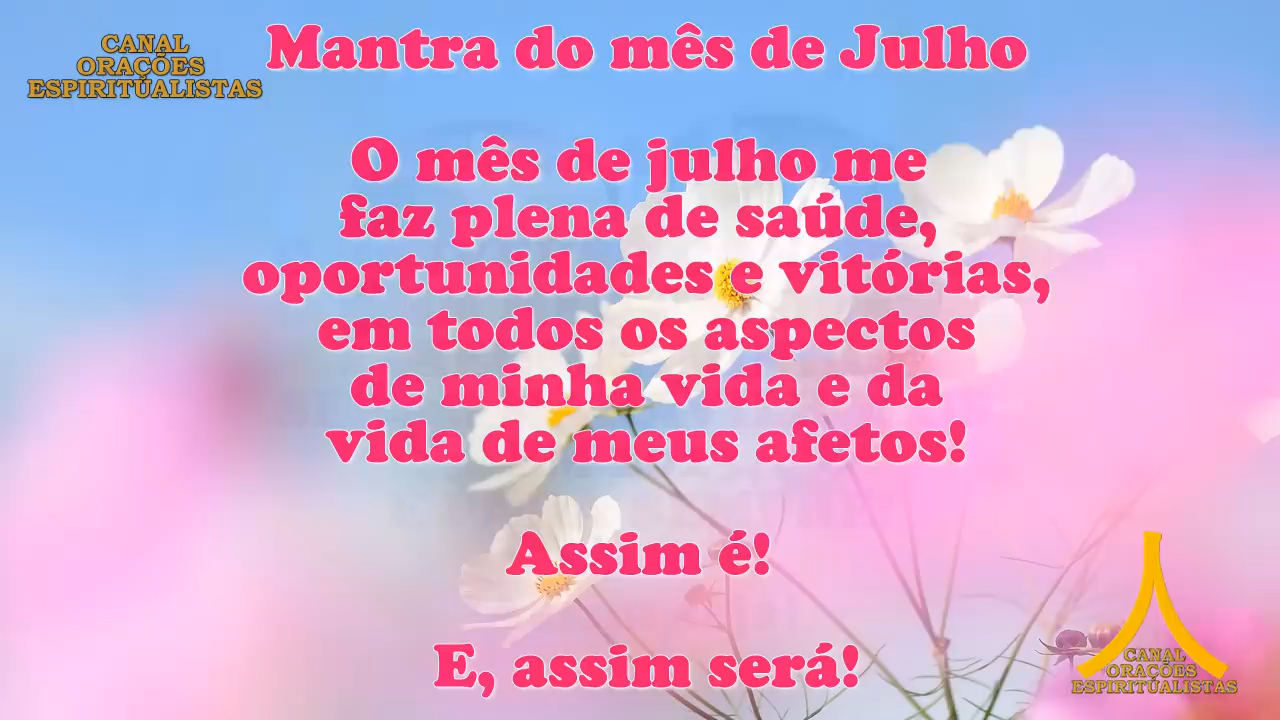 CANAL
ORAÇÕES
ESPIRITUALISTAS
Mantra do mês de Julho
O mês de julho me
faz plena de saúde,
oportunidades e vitórias,
em todos os aspectos
de minha vida e da
vida de meus afetos!
Assim é!
E, assim será!
CANAL
ORAÇÕES
ESPIRITUALISTAS